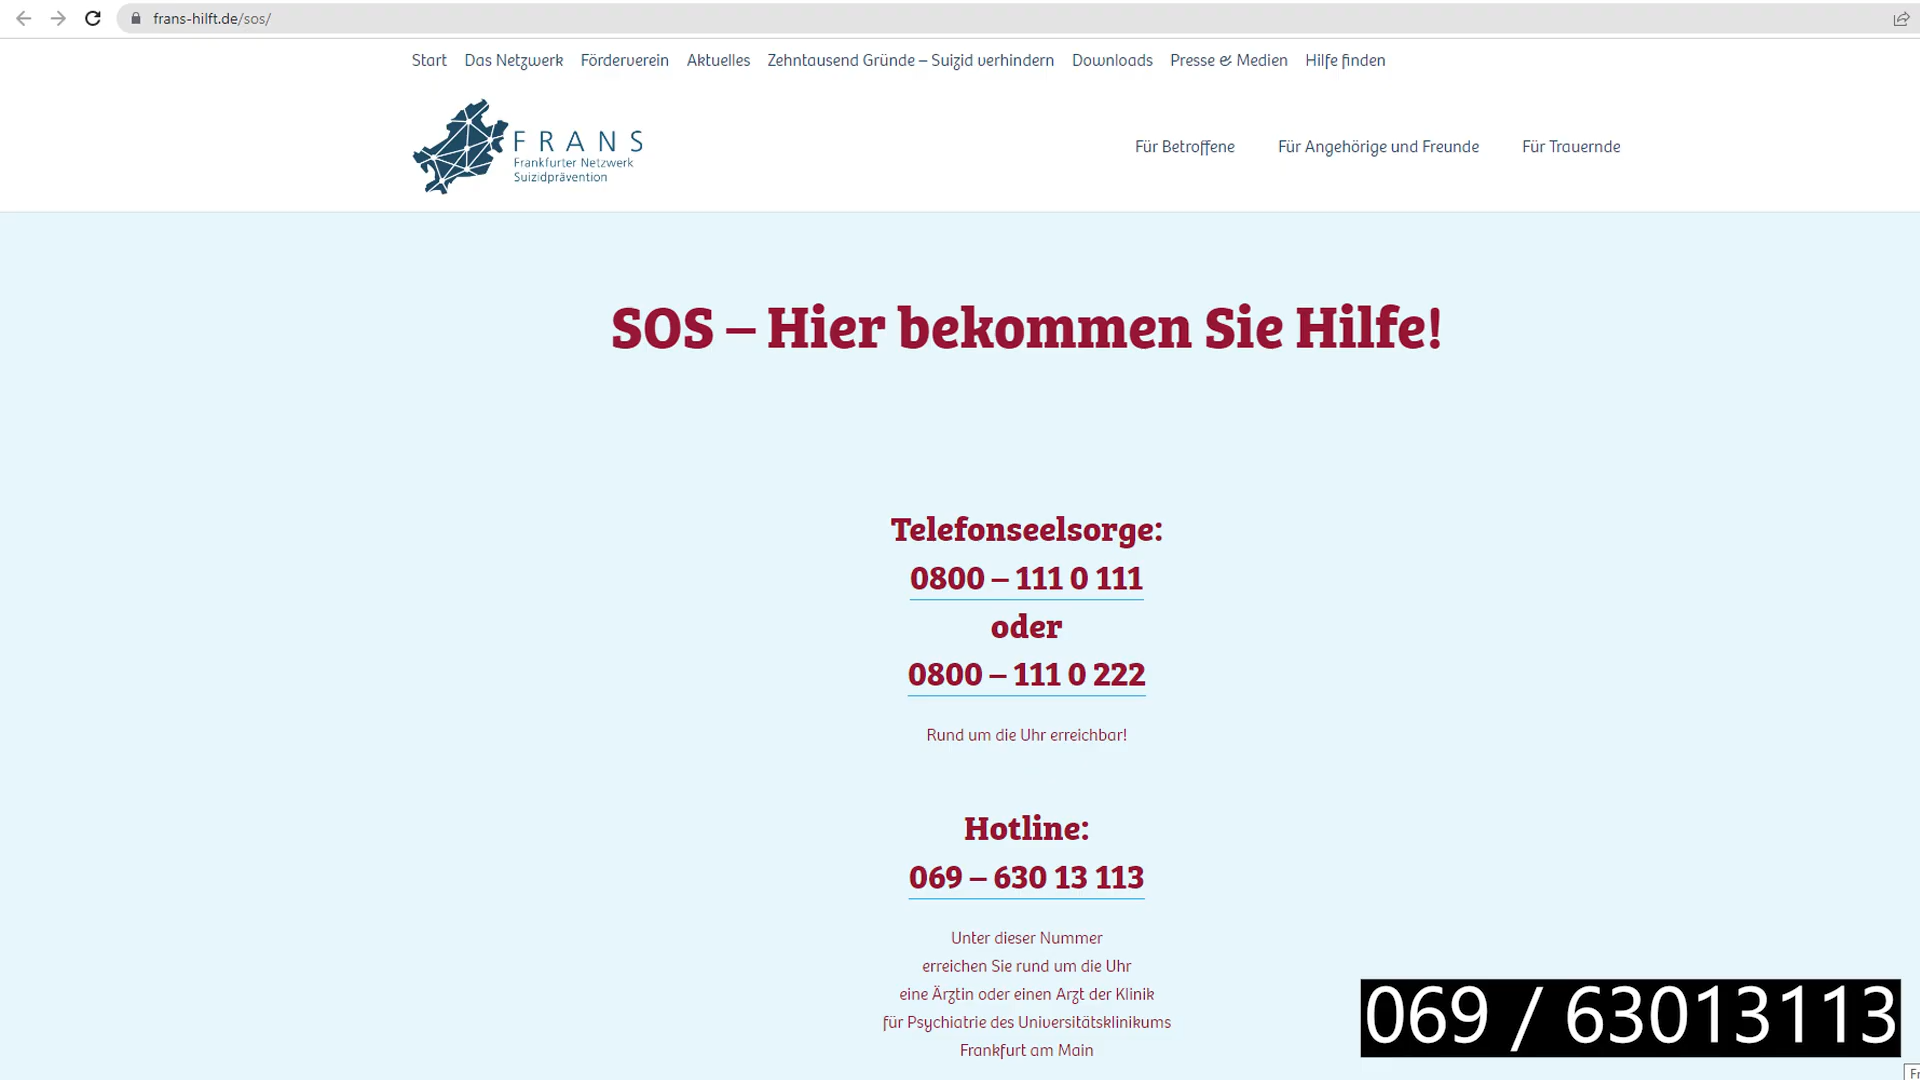 frans-hilft.de/sos/
Start Das Netzwerk Förderverein Aktuelles Zehntausend Gründe – Suizid verhindern Downloads Presse & Medien Hilfe finden
FRANS
Frankfurter Netzwerk
Suizidprävention
Für Betroffene Für Angehörige und Freunde Für Trauernde
SOS – Hier bekommen Sie Hilfe!
Telefonseelsorge:
0800 – 111 0 111
oder
0800 – 111 0 222
Rund um die Uhr erreichbar!
Hotline:
069 – 630 13 113
Unter dieser Nummer
erreichen Sie rund um die Uhr
eine Ärztin oder einen Arzt der Klinik
für Psychiatrie des Universitätsklinikums
Frankfurt am Main
069 / 63013113